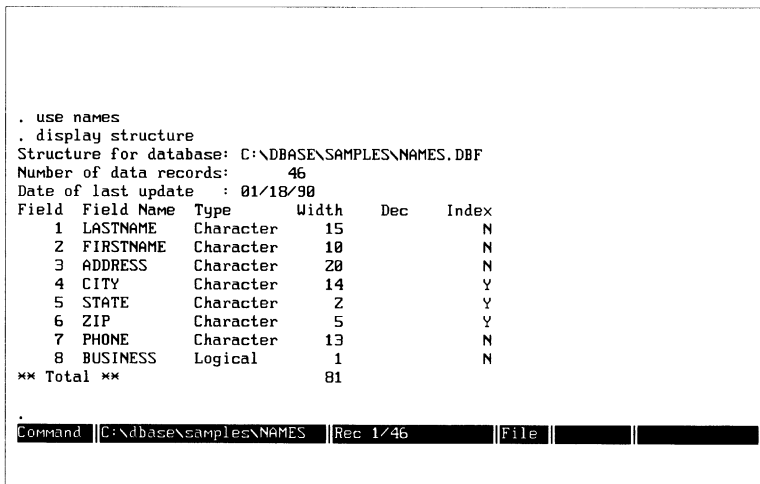 . use names
. display structure
Structure for database: C:\DBASE\SAMPLES\NAMES.DBF
Number of data records:      46
Date of last update   : 01/18/90
Field  Field Name  Type       Width    Dec    Index
    1  LASTNAME    Character     15               N
    2  FIRSTNAME   Character     10               N
    3  ADDRESS     Character     20               N
    4  CITY        Character     14               Y
    5  STATE       Character      2               Y
    6  ZIP         Character      5               Y
    7  PHONE       Character     13               N
    8  BUSINESS    Logical        1               N
** Total **                      81
.
Command ||C:\dbase\samples\NAMES ||Rec 1/46 ||File || ||